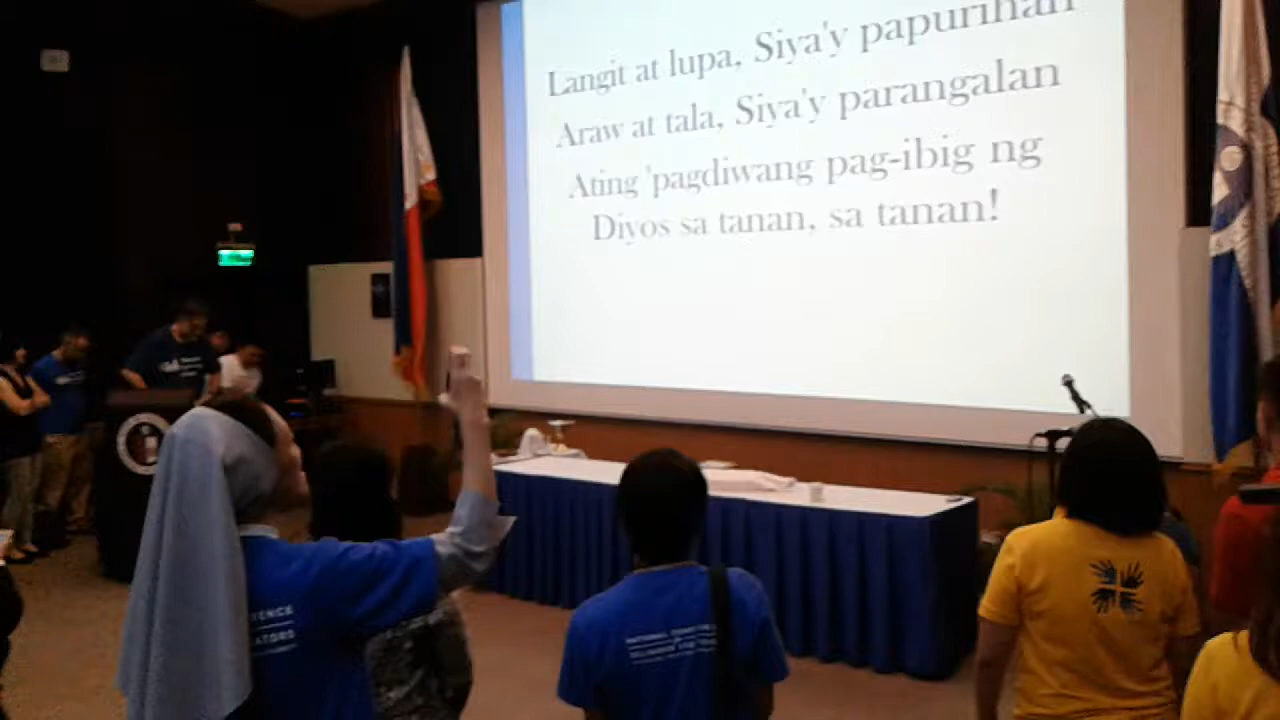 Langit at lupa, Siya'y papurihan
Araw at tala, Siya'y parangalan
Ating 'pagdiwang pag-ibig ng
Diyos sa tanan, sa tanan!
NATIONAL